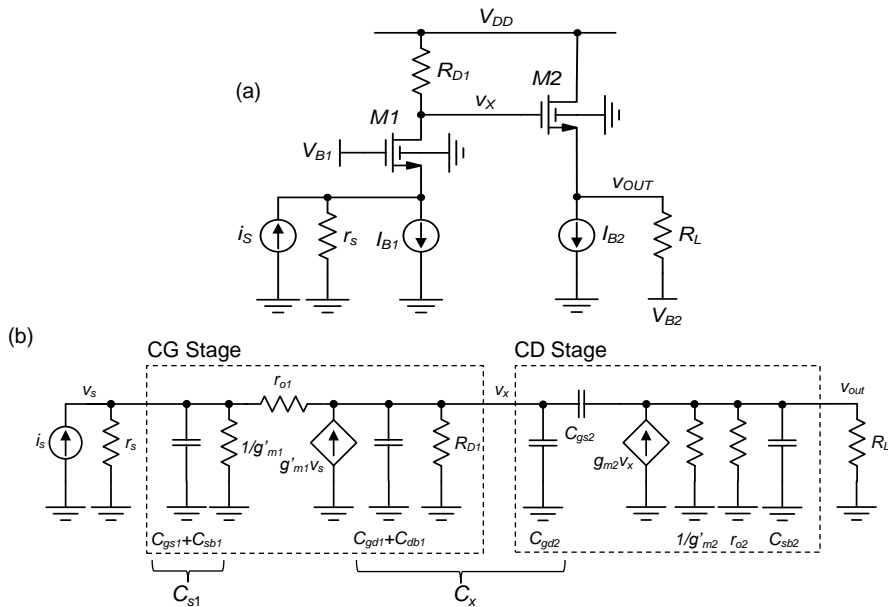 V_DD
R_D1
M2
(a)
v_X
M1
V_B1
v_OUT
i_S
r_s
I_B1
I_B2
R_L
V_B2
(b)
CG Stage
CD Stage
v_s
r_o1
v_x
v_out
C_gs2
i_s
r_s
1/g'_m1
g'_m1v_s
R_D1
g_m2v_x
R_L
C_gs1+C_sb1
C_gd1+C_db1
C_gd2
1/g'_m2
r_o2
C_sb2
C_s1
C_x